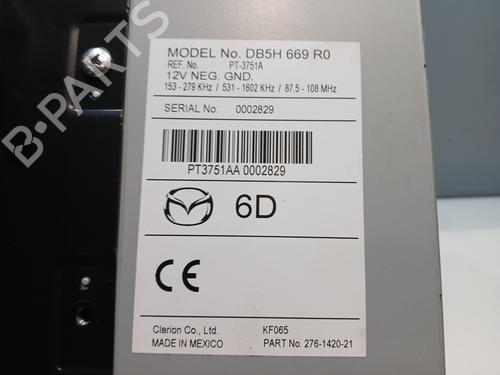 MODEL No. DB5H 669 R0
REF. No. PT-3751A
12V NEG. GND.
153 - 279 KHz / 531 - 1602 KHz / 87.5 - 108 MHz
SERIAL No. 0002829
PT3751AA 0002829
6D
CE
Clarion Co., Ltd. KF065
MADE IN MEXICO PART No. 276-1420-21
B-PARTS